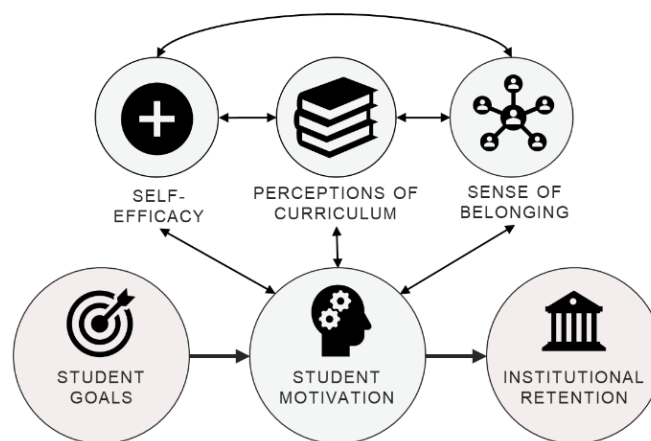 SELF-
EFFICACY
PERCEPTIONS OF
CURRICULUM
SENSE OF
BELONGING
STUDENT
GOALS
STUDENT
MOTIVATION
INSTITUTIONAL
RETENTION